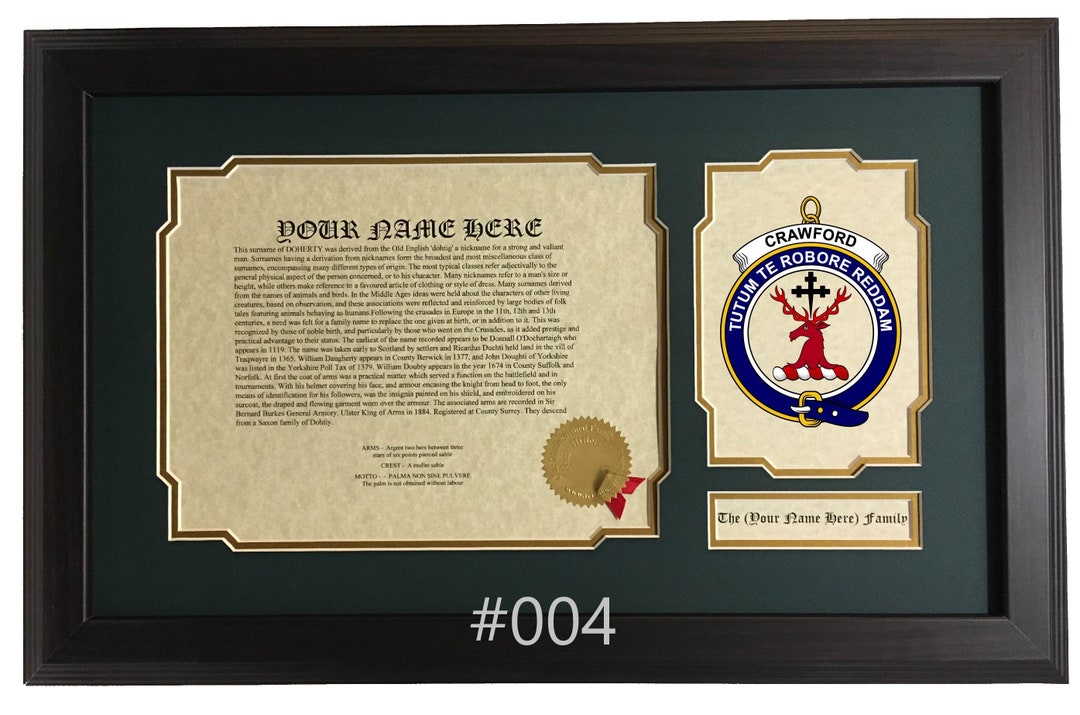 YOUR NAME HERE
This surname of DOHERTY was derived from the Old English 'dohtig' a nickname for a strong and valiant
man. Surnames having a derivation from nicknames form the broadest and most miscellaneous class of
surnames, encompassing many different types of origin. The most typical classes refer adjectivally to the
general physical aspect of the person concerned, or to his character. Many nicknames refer to a man's size or
height, while others make reference to a favoured article of clothing or style of dress. Many surnames derived
from the names of animals and birds. In the Middle Ages ideas were held about the characters of other living
creatures, based on observation, and these associations were reflected and reinforced by large bodies of folk
tales featuring animals behaving as humans.Following the crusades in Europe in the 11th, 12th and 13th
centuries, a need was felt for a family name to replace the one given at birth, or in addition to it. This was
recognized by those of noble birth, and particularly by those who went on the Crusades, as it added prestige and
practical advantage to their status. The earliest of the name recorded appears to be Donnall O'Dochartaigh who
appears in 1119. The name was taken early to Scotland by settlers and Ricardus Duchti held land in the vill of
Traqwayre in 1365. William Daugherty appears in County Berwick in 1377, and John Doughti of Yorkshire
was listed in the Yorkshire Poll Tax of 1379. William Doubty appears in the year 1674 in County Suffolk and
Norfolk. At first the coat of arms was a practical matter which served a function on the battlefield and in
tournaments. With his helmet covering his face, and armour encasing the knight from head to foot, the only
means of identification for his followers, was the insignia painted on his shield, and embroidered on his
surcoat, the draped and flowing garment worn over the armour. The associated arms are recorded in Sir
Bernard Burkes General Armory. Ulster King of Arms in 1884. Registered at County Surrey. They descend
from a Saxon family of Dohtiy.
ARMS - Argent two bars between three
stars of six points pierced sable
CREST - A mullet sable
MOTTO - - PALMA NON SINE PULVERE
The palm is not obtained without labour
CRAWFORD
TUTUM TE ROBORE REDDAM
The (Your Name Here) Family
#004